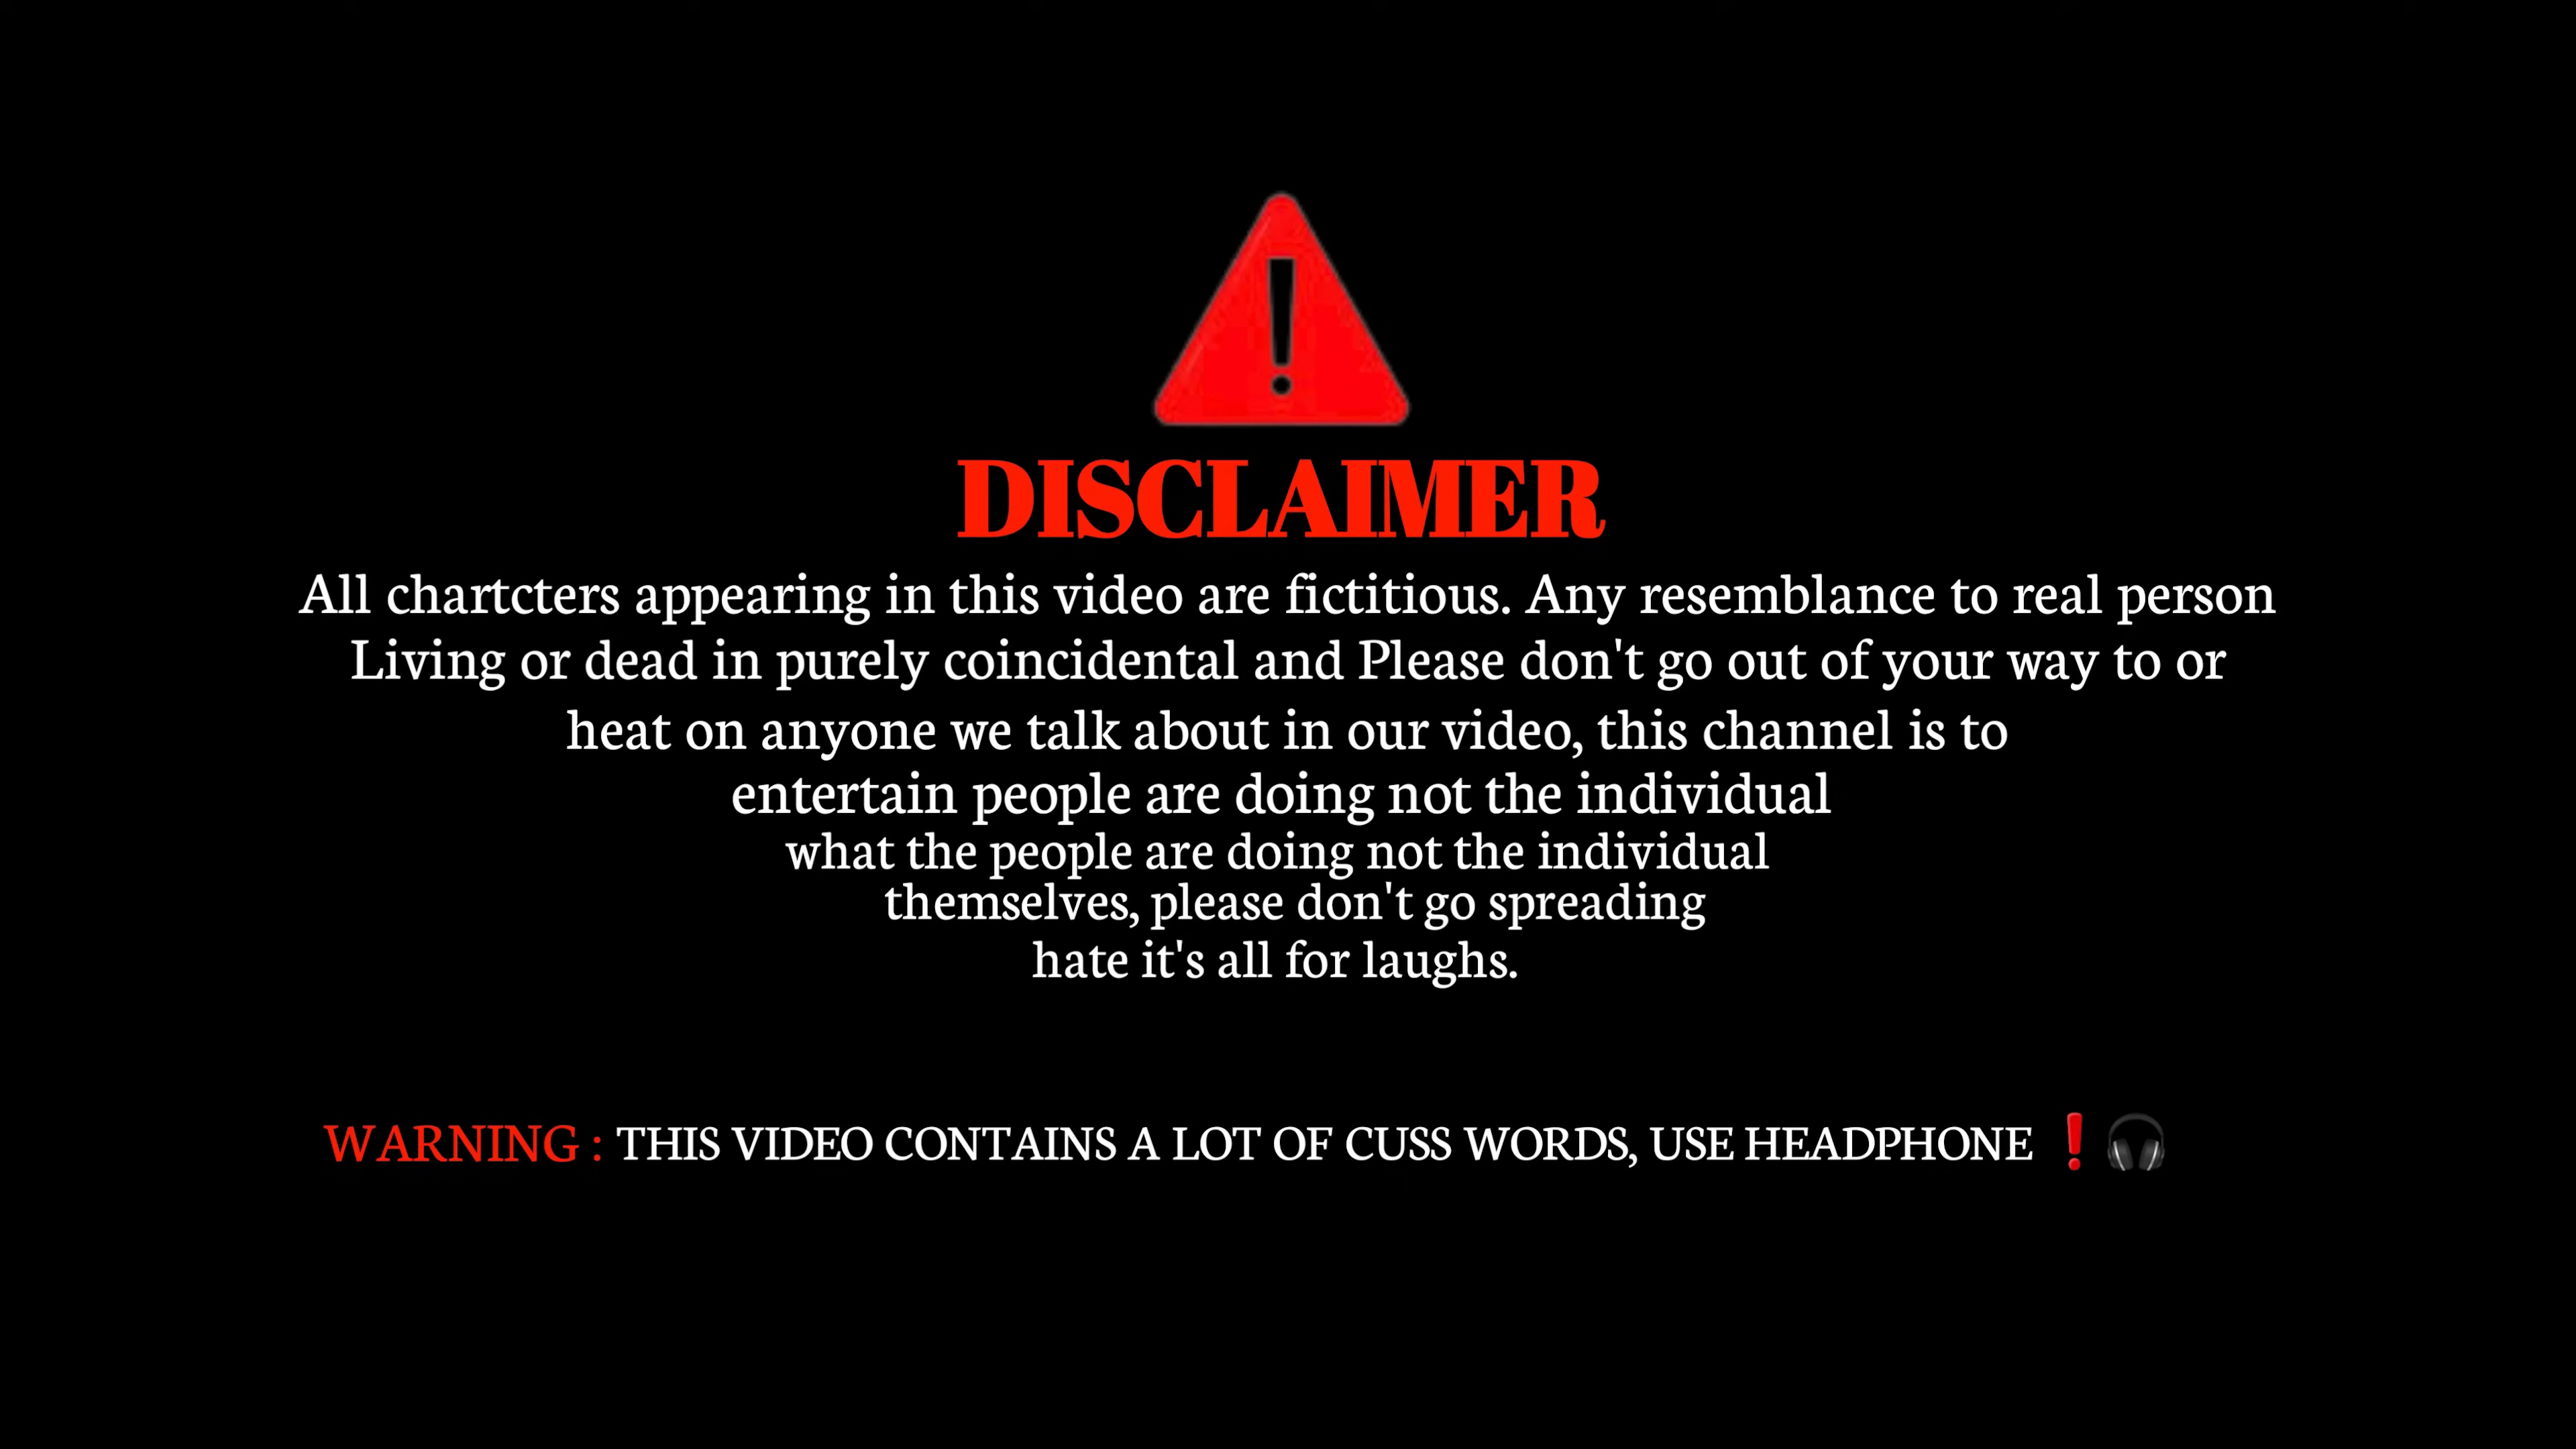 DISCLAIMER
All chartcters appearing in this video are fictitious. Any resemblance to real person
Living or dead in purely coincidental and Please don't go out of your way to or
heat on anyone we talk about in our video, this channel is to
entertain people are doing not the individual
what the people are doing not the individual
themselves, please don't go spreading
hate it's all for laughs.
WARNING : THIS VIDEO CONTAINS A LOT OF CUSS WORDS, USE HEADPHONE ❗🎧